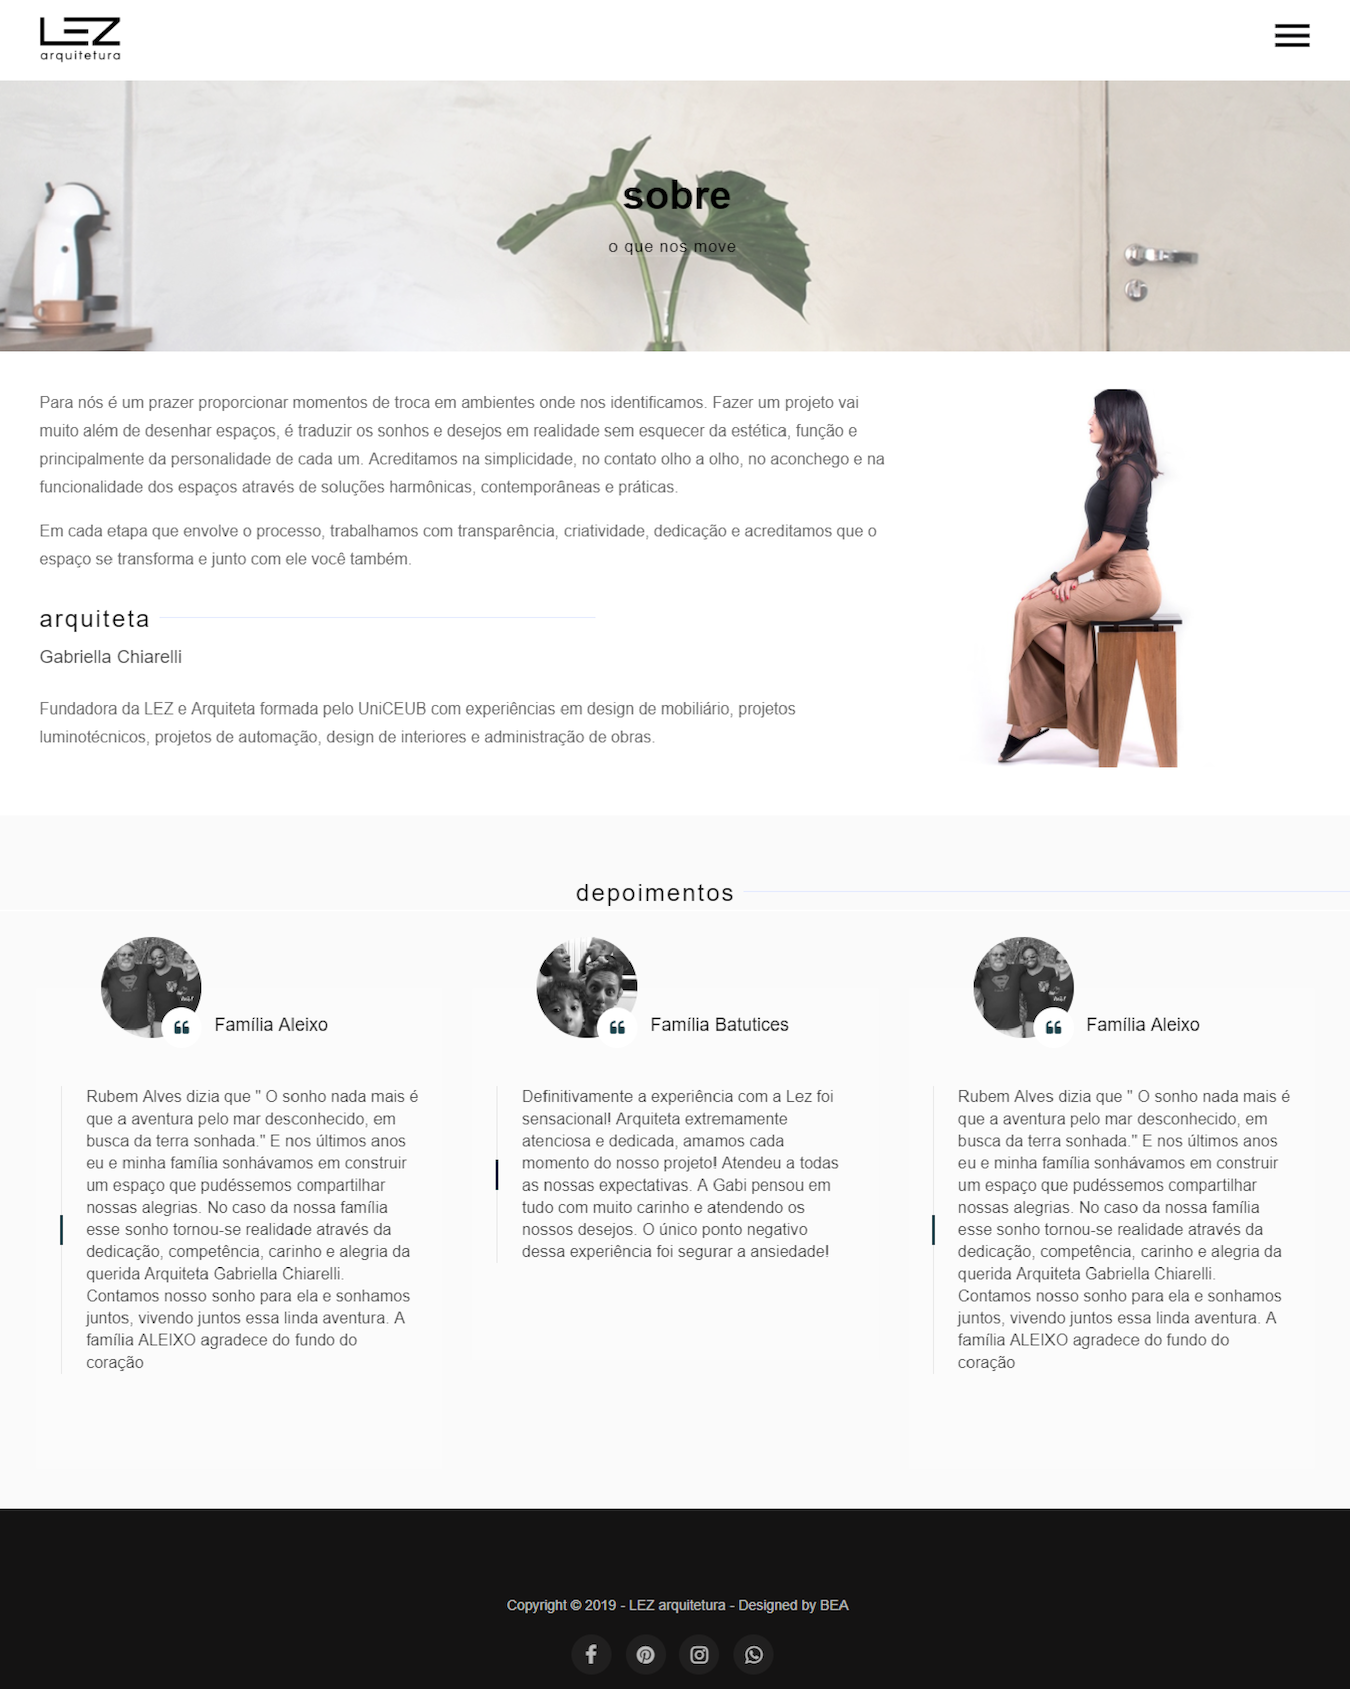 LEZ
arquitetura
sobre
o que nos move
Para nós é um prazer proporcionar momentos de troca em ambientes onde nos identificamos. Fazer um projeto vai
muito além de desenhar espaços, é traduzir os sonhos e desejos em realidade sem esquecer da estética, função e
principalmente da personalidade de cada um. Acreditamos na simplicidade, no contato olho a olho, no aconchego e na
funcionalidade dos espaços através de soluções harmônicas, contemporâneas e práticas.
Em cada etapa que envolve o processo, trabalhamos com transparência, criatividade, dedicação e acreditamos que o
espaço se transforma e junto com ele você também.
arquiteta
Gabriella Chiarelli
Fundadora da LEZ e Arquiteta formada pelo UniCEUB com experiências em design de mobiliário, projetos
luminotécnicos, projetos de automação, design de interiores e administração de obras.
depoimentos
Família Aleixo
Rubem Alves dizia que " O sonho nada mais é
que a aventura pelo mar desconhecido, em
busca da terra sonhada." E nos últimos anos
eu e minha família sonhávamos em construir
um espaço que pudéssemos compartilhar
nossas alegrias. No caso da nossa família
esse sonho tornou-se realidade através da
dedicação, competência, carinho e alegria da
querida Arquiteta Gabriella Chiarelli.
Contamos nosso sonho para ela e sonhamos
juntos, vivendo juntos essa linda aventura. A
família ALEIXO agradece do fundo do
coração
Família Batutices
Definitivamente a experiência com a Lez foi
sensacional! Arquiteta extremamente
atenciosa e dedicada, amamos cada
momento do nosso projeto! Atendeu a todas
as nossas expectativas. A Gabi pensou em
tudo com muito carinho e atendendo os
nossos desejos. O único ponto negativo
dessa experiência foi segurar a ansiedade!
Família Aleixo
Rubem Alves dizia que " O sonho nada mais é
que a aventura pelo mar desconhecido, em
busca da terra sonhada." E nos últimos anos
eu e minha família sonhávamos em construir
um espaço que pudéssemos compartilhar
nossas alegrias. No caso da nossa família
esse sonho tornou-se realidade através da
dedicação, competência, carinho e alegria da
querida Arquiteta Gabriella Chiarelli.
Contamos nosso sonho para ela e sonhamos
juntos, vivendo juntos essa linda aventura. A
família ALEIXO agradece do fundo do
coração
Copyright © 2019 - LEZ arquitetura - Designed by BEA